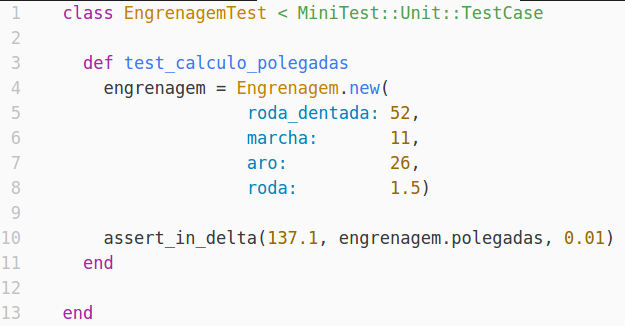 1 class EngrenagemTest < MiniTest::Unit::TestCase
2
3 def test_calculo_polegadas
4 engrenagem = Engrenagem.new(
5 roda_dentada: 52,
6 marcha: 11,
7 aro: 26,
8 roda: 1.5)
9
10 assert_in_delta(137.1, engrenagem.polegadas, 0.01)
11 end
12
13 end